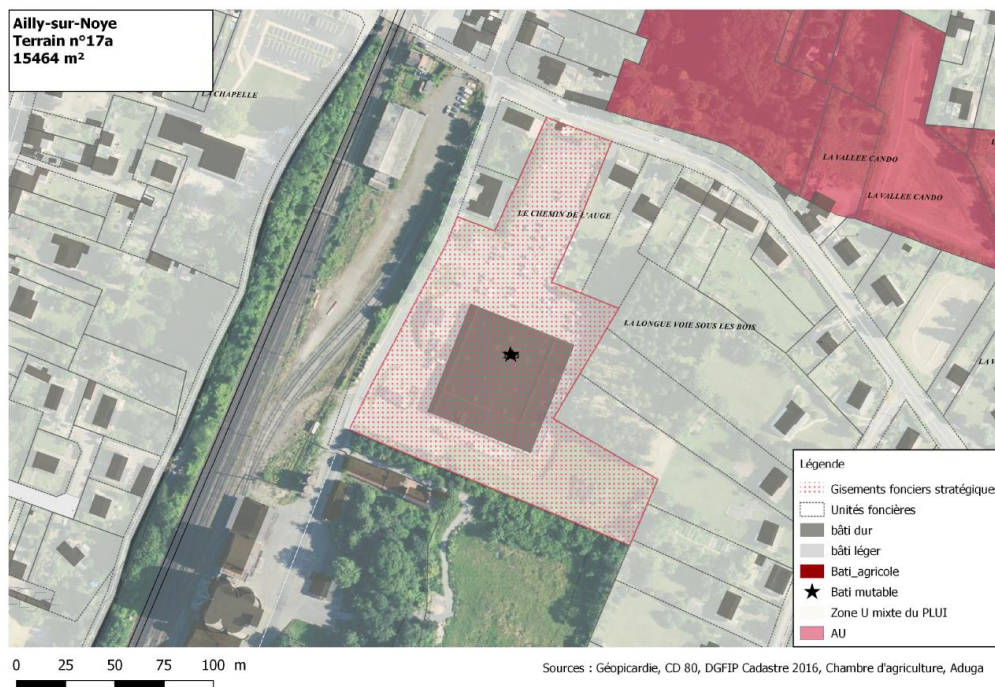 Ailly-sur-Noye
Terrain n°17a
15464 m²
LA CHAPELLE
LA VALLEE CANDO
LA VALLEE CANDO
LE CHEMIN DE L'AUGE
LA LONGUE VOIE SOUS LES BOIS
Légende
Gisements fonciers stratégique
Unités foncières
bâti dur
bâti léger
Bati_agricole
Bati mutable
Zone U mixte du PLUI
AU
0 25 50 75 100 m
Sources : Géopicardie, CD 80, DGFIP Cadastre 2016, Chambre d'agriculture, Aduga